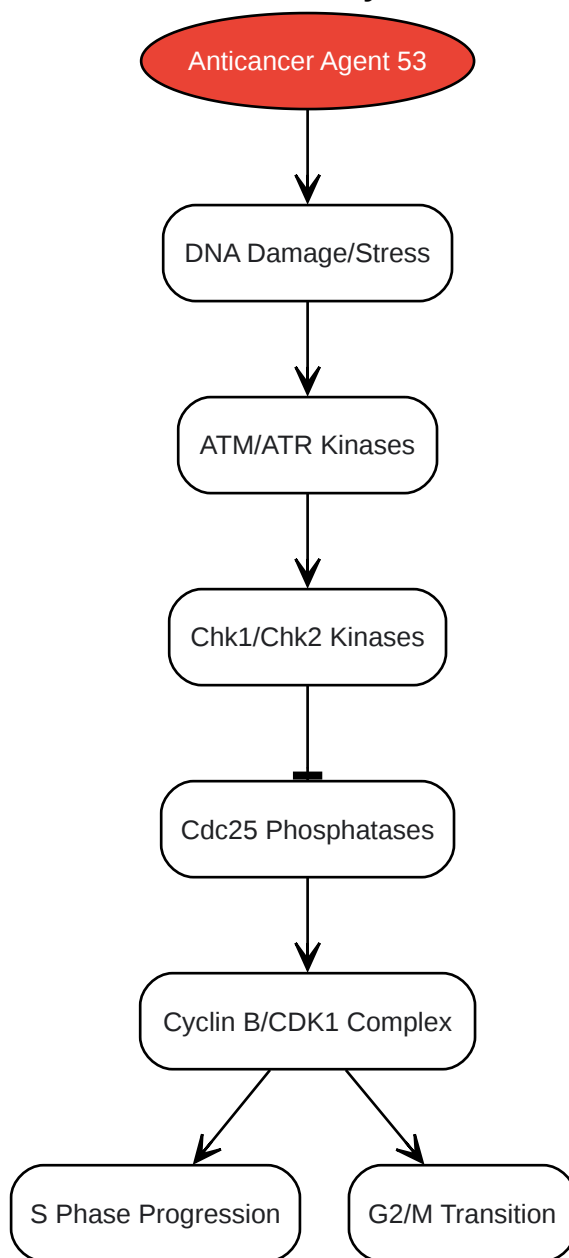 Anticancer Agent 53
DNA Damage/Stress
ATM/ATR Kinases
Chk1/Chk2 Kinases
Cdc25 Phosphatases
Cyclin B/CDK1 Complex
S Phase Progression
G2/M Transition